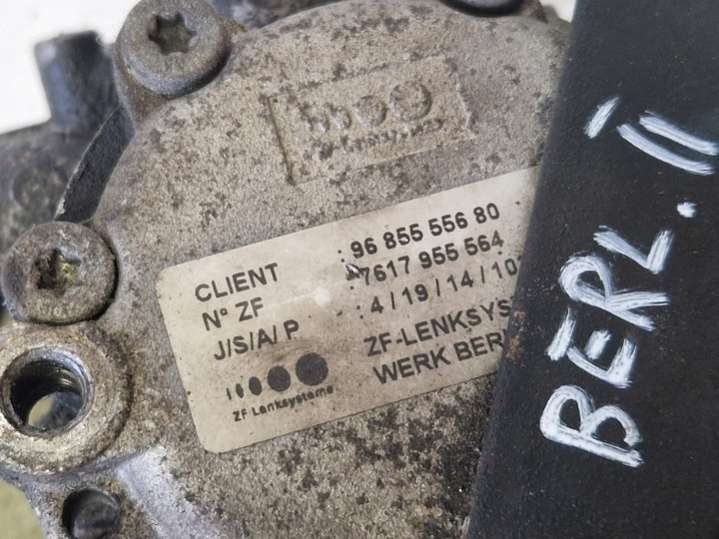 CLIENT : 96 855 556 80
N° ZF : 7617 955 564
J/S/A/P : 4/19/14/10
ZF-LENKSYS
WERK BER
ZF Lenksysteme
BERL. II